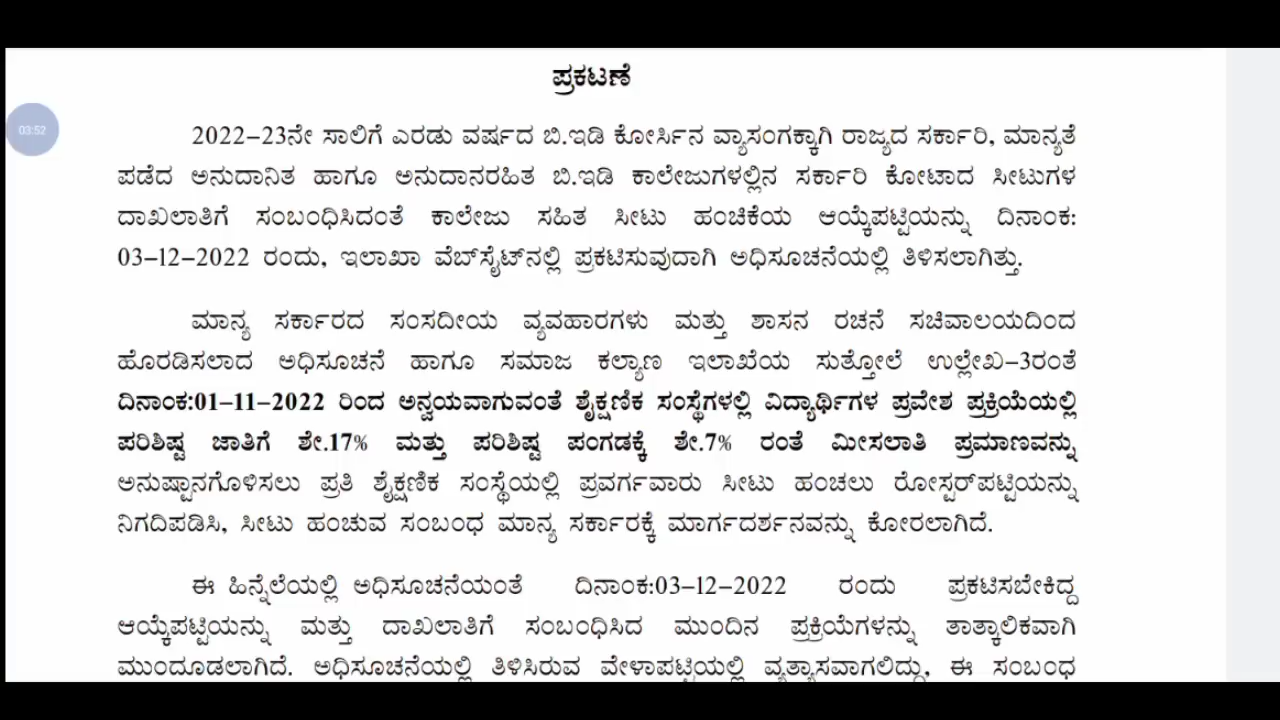 ಪ್ರಕಟಣೆ
03:52
2022–23ನೇ ಸಾಲಿಗೆ ಎರಡು ವರ್ಷದ ಬಿ.ಇಡಿ ಕೋರ್ಸಿನ ವ್ಯಾಸಂಗಕ್ಕಾಗಿ ರಾಜ್ಯದ ಸರ್ಕಾರಿ, ಮಾನ್ಯತೆ
ಪಡೆದ ಅನುದಾನಿತ ಹಾಗೂ ಅನುದಾನರಹಿತ ಬಿ.ಇಡಿ ಕಾಲೇಜುಗಳಲ್ಲಿನ ಸರ್ಕಾರಿ ಕೋಟಾದ ಸೀಟುಗಳ
ದಾಖಲಾತಿಗೆ ಸಂಬಂಧಿಸಿದಂತೆ ಕಾಲೇಜು ಸಹಿತ ಸೀಟು ಹಂಚಿಕೆಯ ಆಯ್ಕೆಪಟ್ಟಿಯನ್ನು ದಿನಾಂಕ:
03–12–2022 ರಂದು, ಇಲಾಖಾ ವೆಬ್‌ಸೈಟ್‌ನಲ್ಲಿ ಪ್ರಕಟಿಸುವುದಾಗಿ ಅಧಿಸೂಚನೆಯಲ್ಲಿ ತಿಳಿಸಲಾಗಿತ್ತು.
ಮಾನ್ಯ ಸರ್ಕಾರದ ಸಂಸದೀಯ ವ್ಯವಹಾರಗಳು ಮತ್ತು ಶಾಸನ ರಚನೆ ಸಚಿವಾಲಯದಿಂದ
ಹೊರಡಿಸಲಾದ ಅಧಿಸೂಚನೆ ಹಾಗೂ ಸಮಾಜ ಕಲ್ಯಾಣ ಇಲಾಖೆಯ ಸುತ್ತೋಲೆ ಉಲ್ಲೇಖ–3ರಂತೆ
ದಿನಾಂಕ:01–11–2022 ರಿಂದ ಅನ್ವಯವಾಗುವಂತೆ ಶೈಕ್ಷಣಿಕ ಸಂಸ್ಥೆಗಳಲ್ಲಿ ವಿದ್ಯಾರ್ಥಿಗಳ ಪ್ರವೇಶ ಪ್ರಕ್ರಿಯೆಯಲ್ಲಿ
ಪರಿಶಿಷ್ಟ ಜಾತಿಗೆ ಶೇ.17% ಮತ್ತು ಪರಿಶಿಷ್ಟ ಪಂಗಡಕ್ಕೆ ಶೇ.7% ರಂತೆ ಮೀಸಲಾತಿ ಪ್ರಮಾಣವನ್ನು
ಅನುಷ್ಟಾನಗೊಳಿಸಲು ಪ್ರತಿ ಶೈಕ್ಷಣಿಕ ಸಂಸ್ಥೆಯಲ್ಲಿ ಪ್ರವರ್ಗವಾರು ಸೀಟು ಹಂಚಲು ರೋಸ್ಟರ್‌ಪಟ್ಟಿಯನ್ನು
ನಿಗದಿಪಡಿಸಿ, ಸೀಟು ಹಂಚುವ ಸಂಬಂಧ ಮಾನ್ಯ ಸರ್ಕಾರಕ್ಕೆ ಮಾರ್ಗದರ್ಶನವನ್ನು ಕೋರಲಾಗಿದೆ.
ಈ ಹಿನ್ನೆಲೆಯಲ್ಲಿ ಅಧಿಸೂಚನೆಯಂತೆ ದಿನಾಂಕ:03–12–2022 ರಂದು ಪ್ರಕಟಿಸಬೇಕಿದ್ದ
ಆಯ್ಕೆಪಟ್ಟಿಯನ್ನು ಮತ್ತು ದಾಖಲಾತಿಗೆ ಸಂಬಂಧಿಸಿದ ಮುಂದಿನ ಪ್ರಕ್ರಿಯೆಗಳನ್ನು ತಾತ್ಕಾಲಿಕವಾಗಿ
ಮುಂದೂಡಲಾಗಿದೆ. ಅಧಿಸೂಚನೆಯಲ್ಲಿ ತಿಳಿಸಿರುವ ವೇಳಾಪಟ್ಟಿಯಲ್ಲಿ ವ್ಯತ್ಯಾಸವಾಗಲಿದ್ದು, ಈ ಸಂಬಂಧ